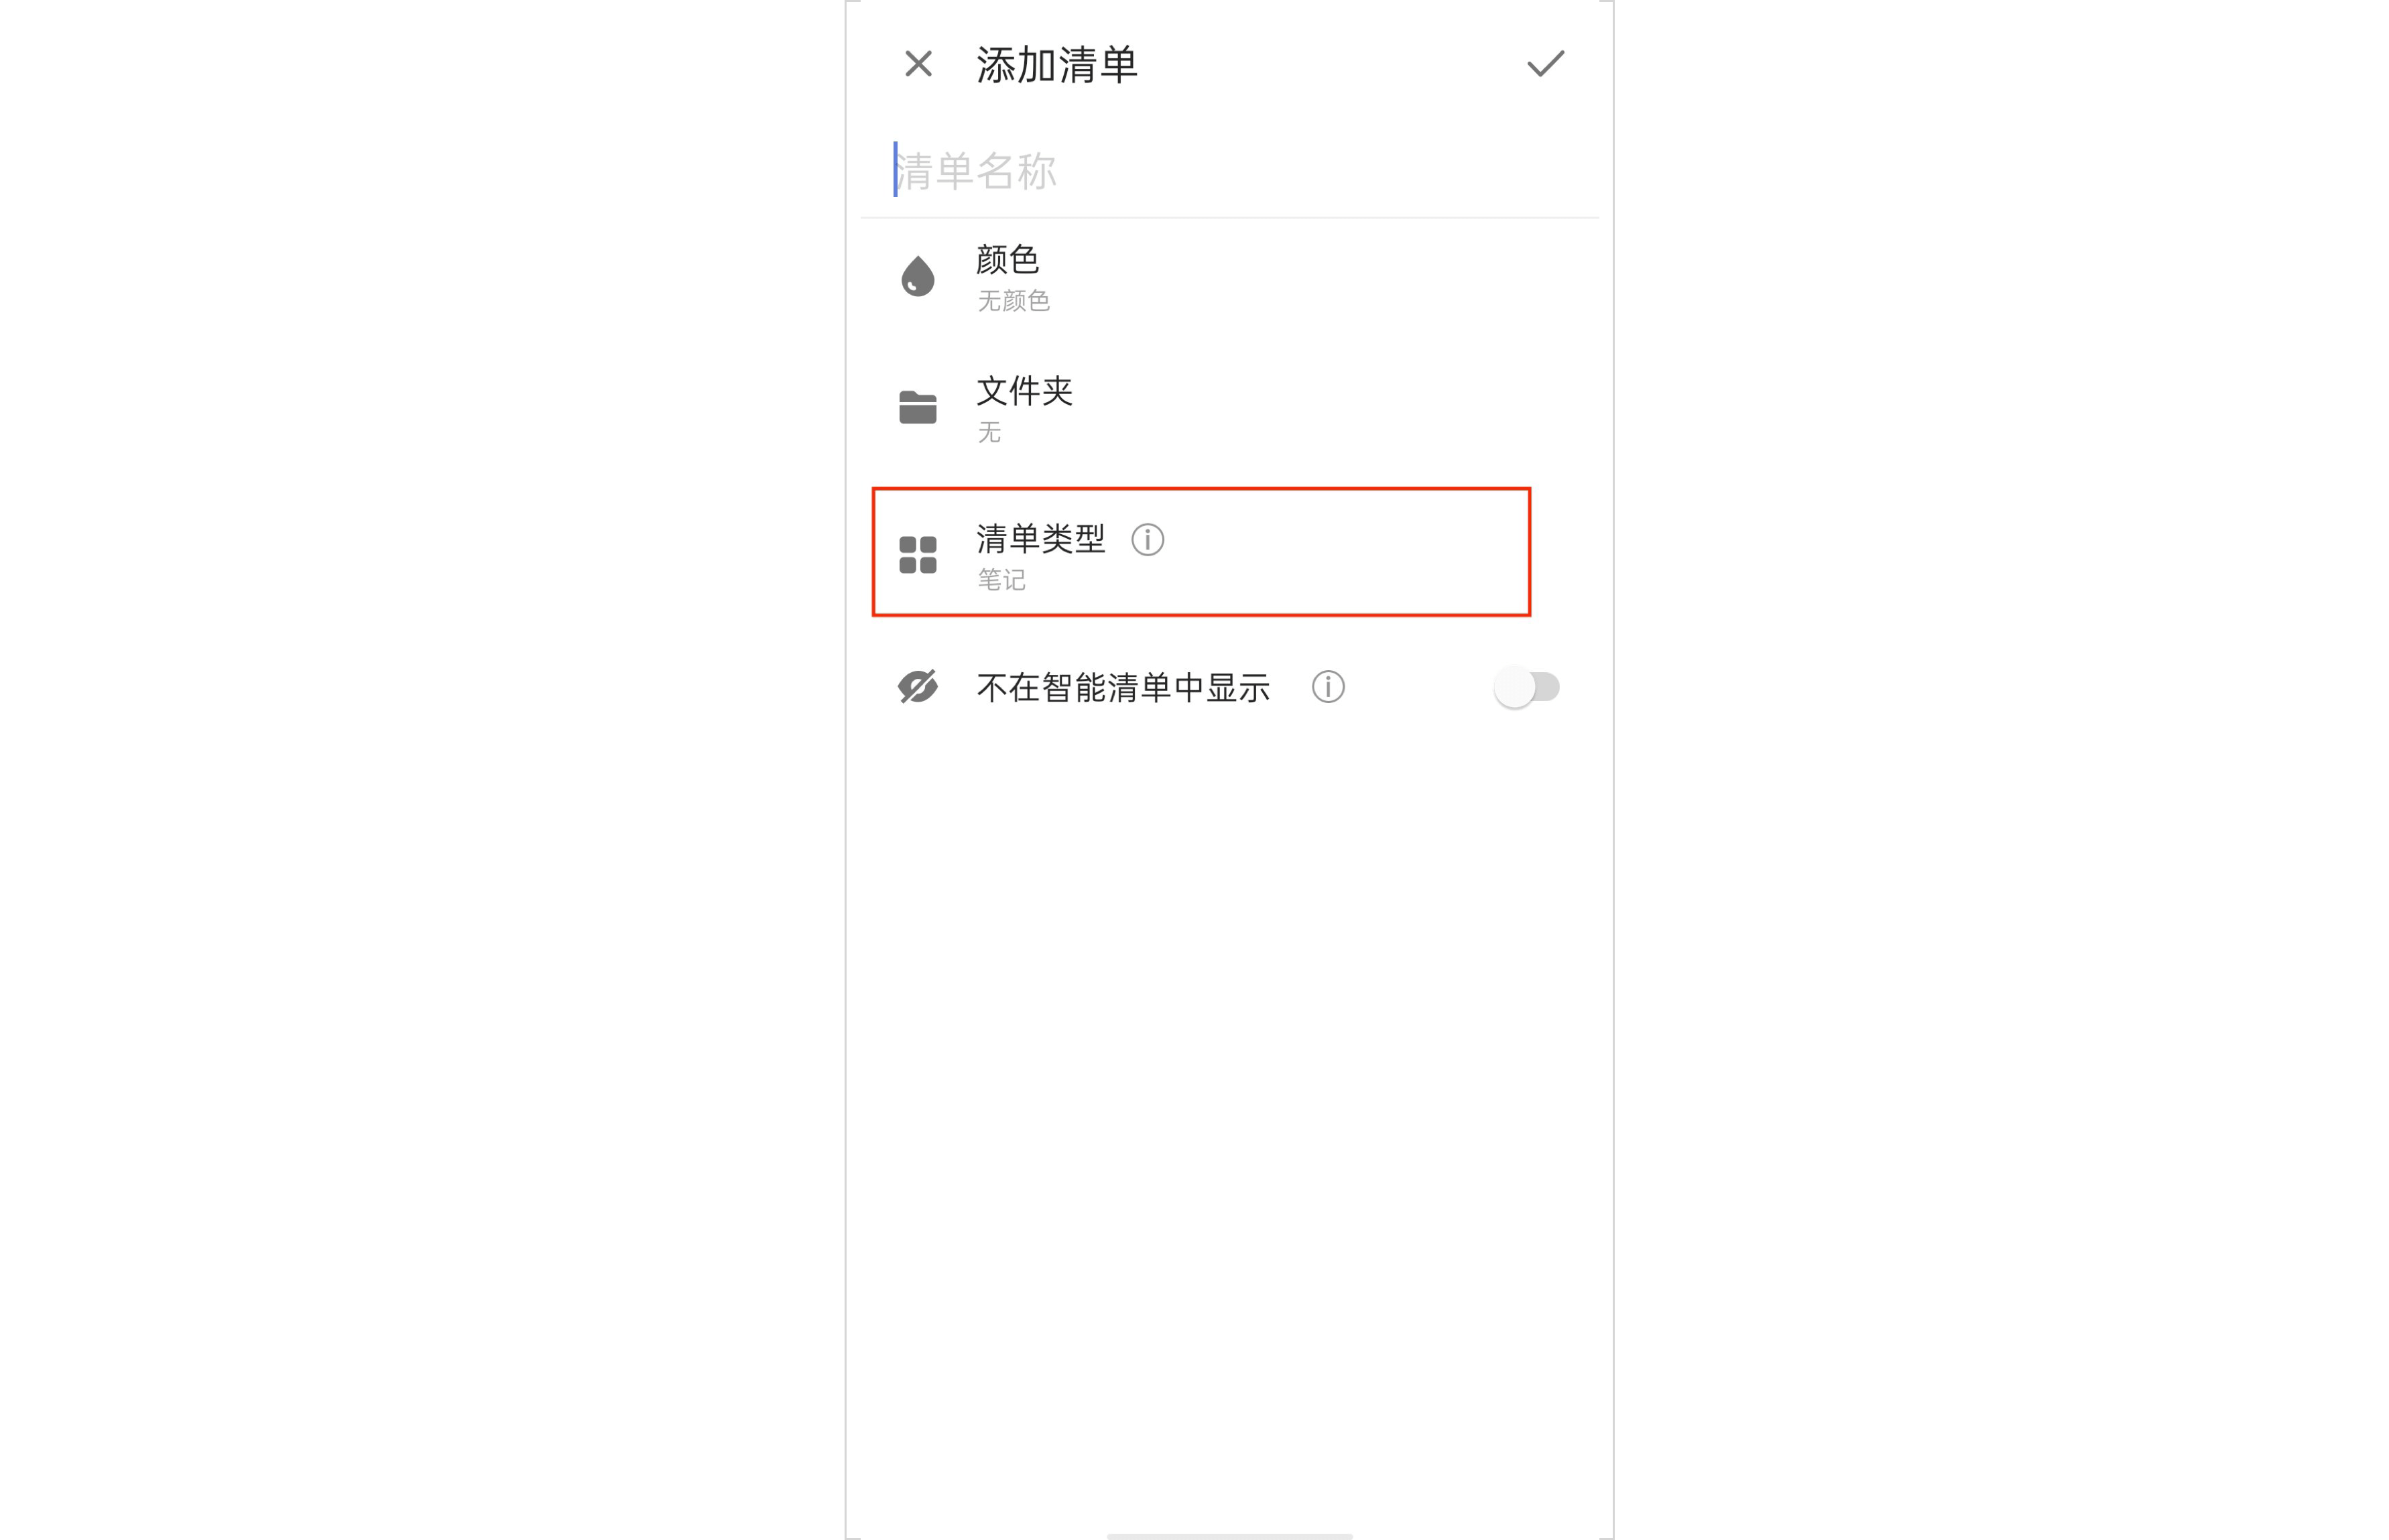 添加清单
清单名称
颜色
无颜色
文件夹
无
清单类型
笔记
不在智能清单中显示